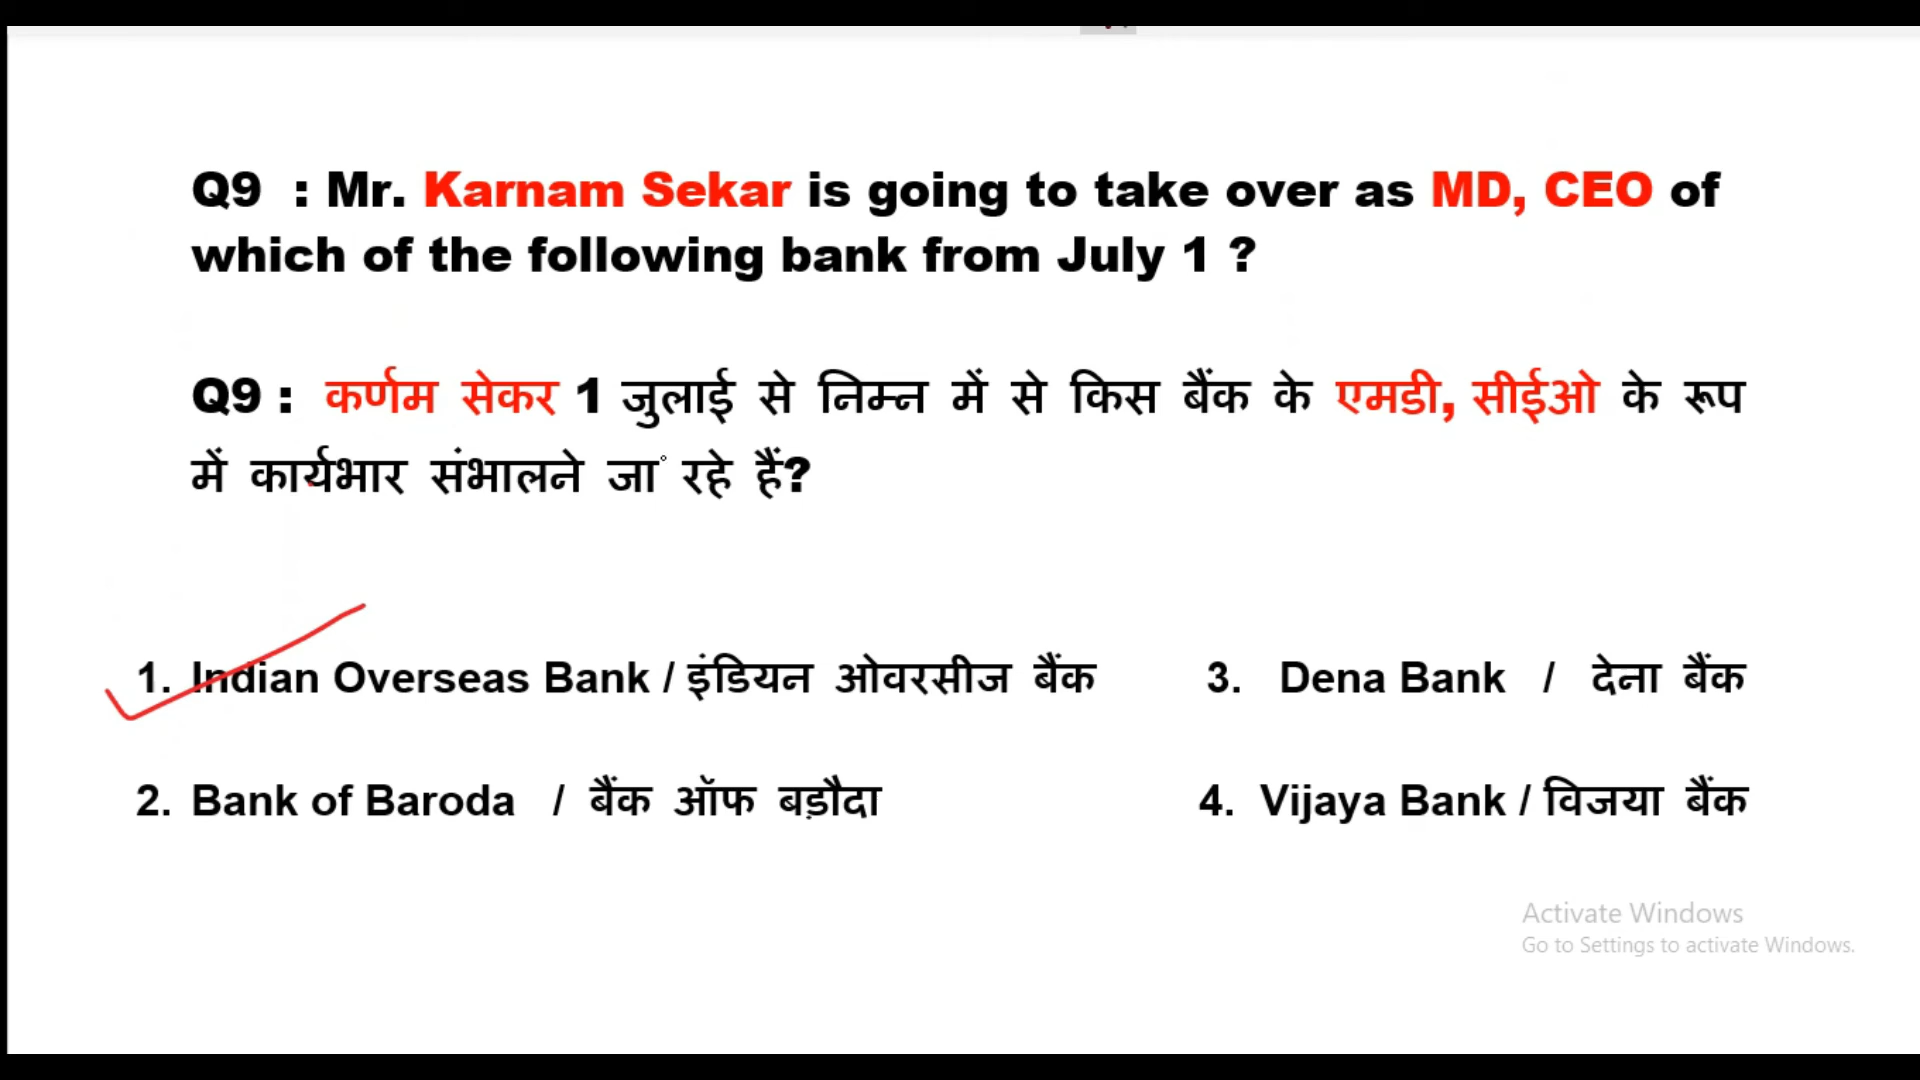 Q9 : Mr. Karnam Sekar is going to take over as MD, CEO of
which of the following bank from July 1 ?
Q9 : कर्णम सेकर 1 जुलाई से निम्न में से किस बैंक के एमडी, सीईओ के रूप
में कार्यभार संभालने जा रहे हैं?
1. Indian Overseas Bank / इंडियन ओवरसीज बैंक
2. Bank of Baroda / बैंक ऑफ बड़ौदा
3. Dena Bank / देना बैंक
4. Vijaya Bank / विजया बैंक
Activate Windows
Go to Settings to activate Windows.